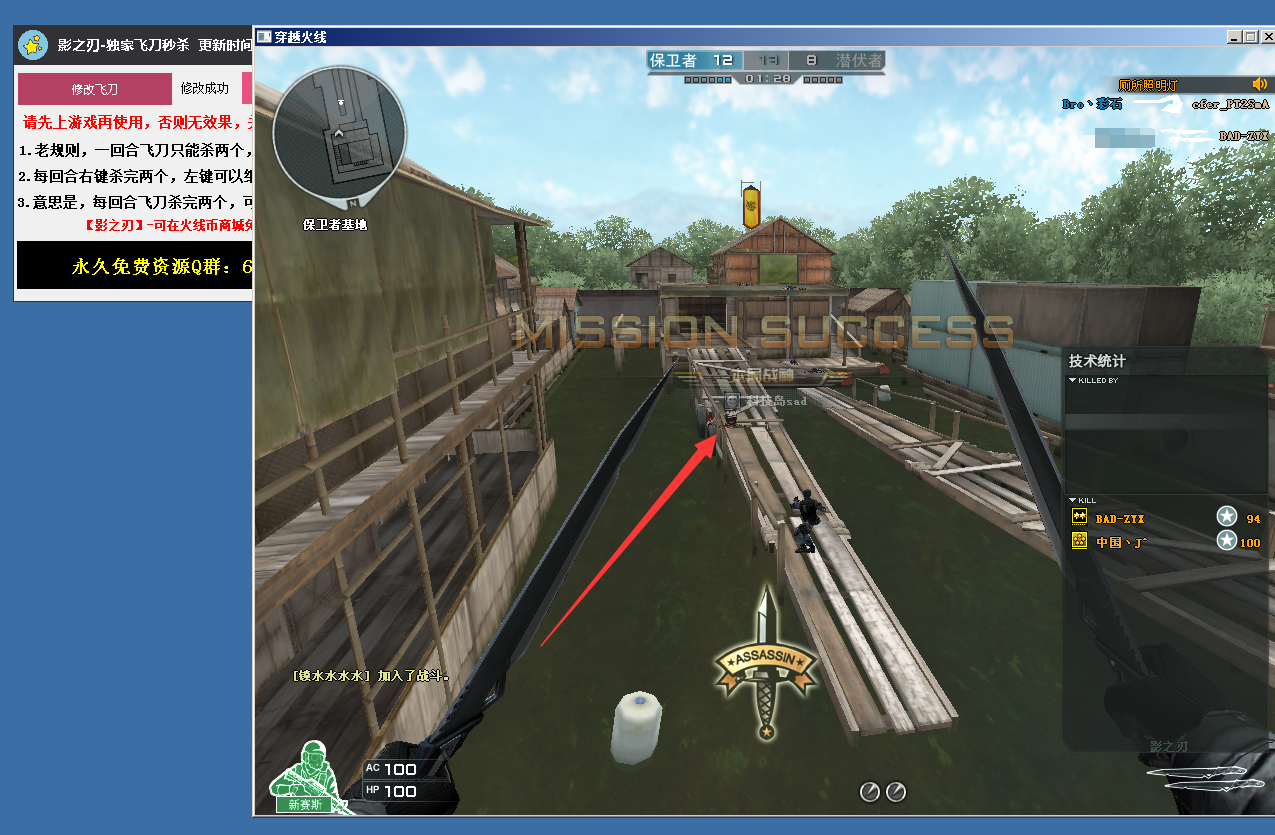 影之刃-独家飞刀秒杀 更新时间
修改飞刀
修改成功
请先上游戏再使用，否则无效果，
1.老规则，一回合飞刀只能杀两个，
2.每回合右键杀完两个，左键可以
3.意思是，每回合飞刀杀完两个，可
【影之刃】-可在火线币商城
永久免费资源Q群：6
穿越火线
保卫者 12 13 8 潜伏者
01:28
厕所照明灯
BAD-ZYX
N
保卫者基地
MISSION SUCCESS
科技岛sad
技术统计
KILLED BY
KILL
BAD-ZYX 94
中国丶J^ 100
ASSASSIN
加入了战斗。
影之刃
AC 100
HP 100
新赛斯